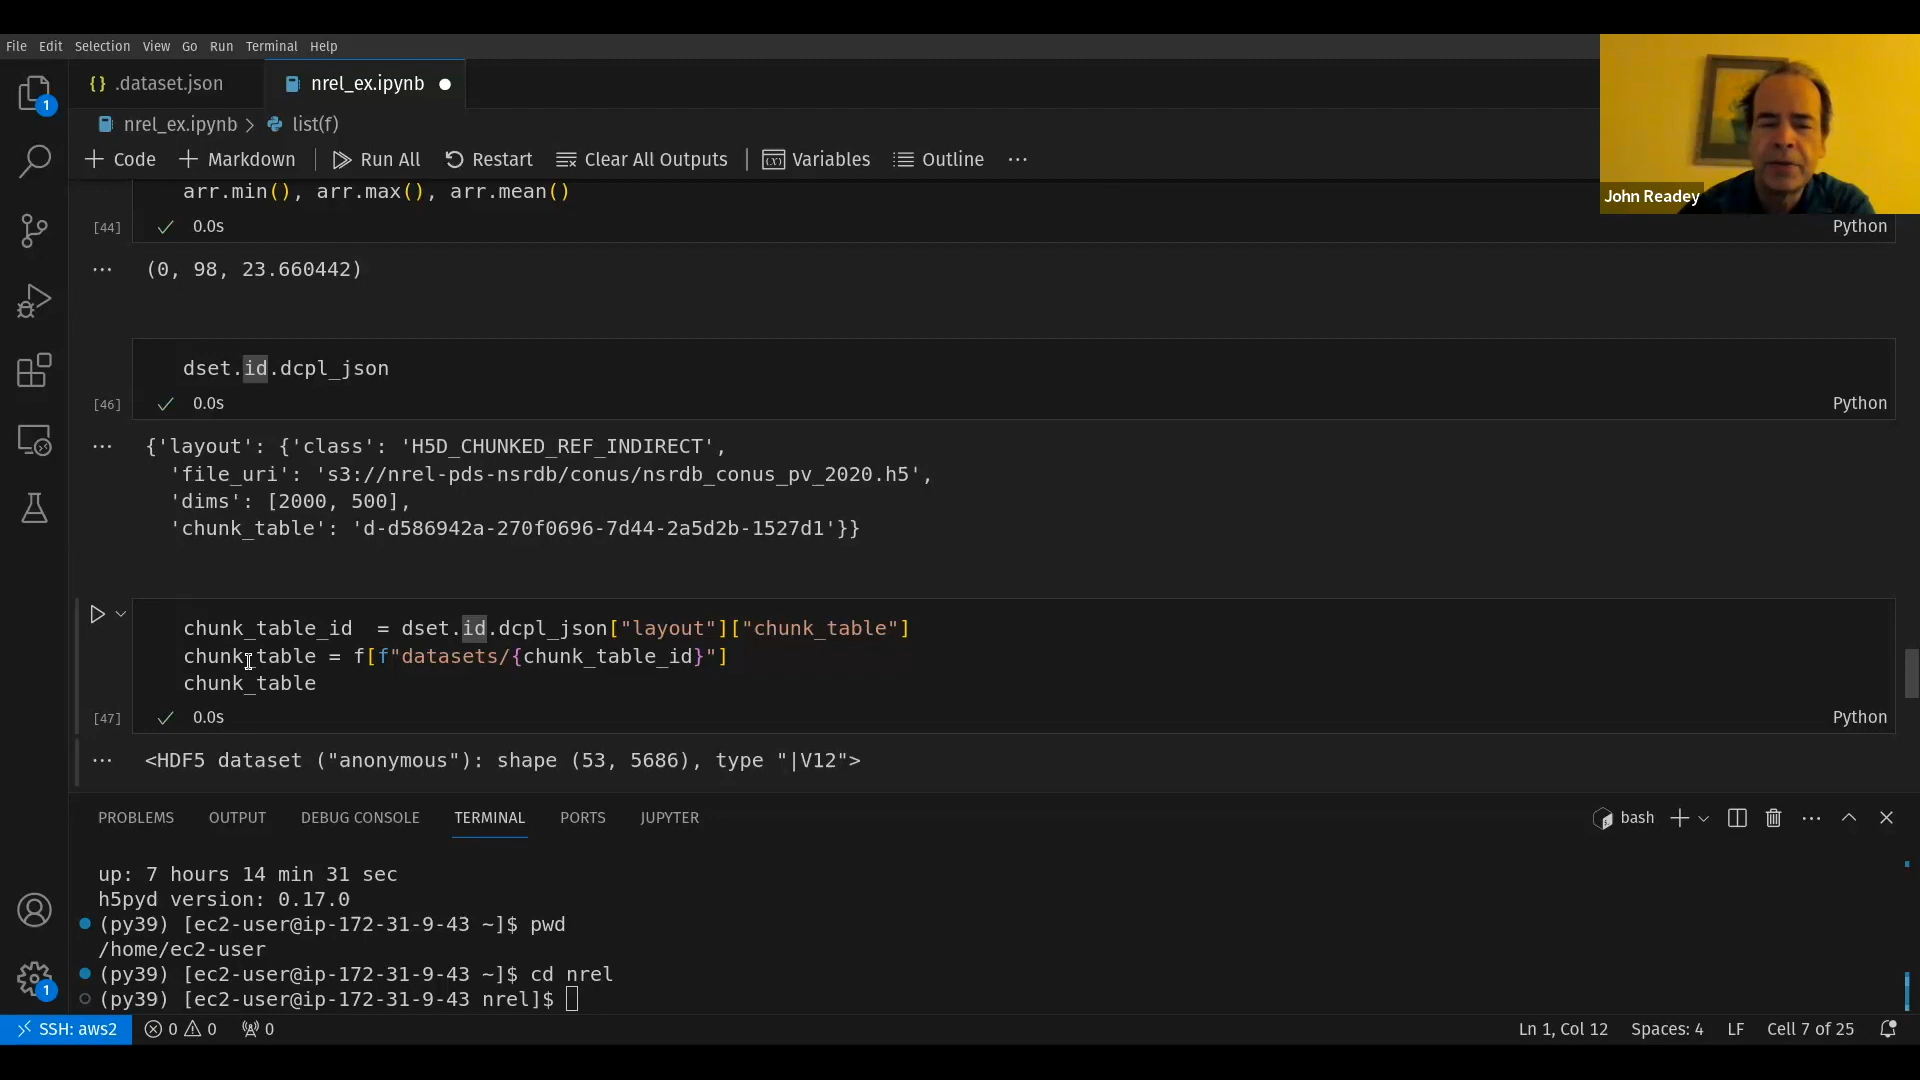 File Edit Selection View Go Run Terminal Help
{} .dataset.json nrel_ex.ipynb
nrel_ex.ipynb > list(f)
+ Code + Markdown Run All Restart Clear All Outputs (x) Variables Outline ...
arr.min(), arr.max(), arr.mean()
[44] 0.0s Python
... (0, 98, 23.660442)
dset.id.dcpl_json
[46] 0.0s Python
... {'layout': {'class': 'H5D_CHUNKED_REF_INDIRECT',
'file_uri': 's3://nrel-pds-nsrdb/conus/nsrdb_conus_pv_2020.h5',
'dims': [2000, 500],
'chunk_table': 'd-d586942a-270f0696-7d44-2a5d2b-1527d1'}}
chunk_table_id = dset.id.dcpl_json["layout"]["chunk_table"]
chunk_table = f[f"datasets/{chunk_table_id}"]
chunk_table
[47] 0.0s Python
... <HDF5 dataset ("anonymous"): shape (53, 5686), type "|V12">
PROBLEMS OUTPUT DEBUG CONSOLE TERMINAL PORTS JUPYTER bash
up: 7 hours 14 min 31 sec
h5pyd version: 0.17.0
(py39) [ec2-user@ip-172-31-9-43 ~]$ pwd
/home/ec2-user
(py39) [ec2-user@ip-172-31-9-43 ~]$ cd nrel
(py39) [ec2-user@ip-172-31-9-43 nrel]$
SSH: aws2 0 0 0 Ln 1, Col 12 Spaces: 4 LF Cell 7 of 25
John Readey
1
1